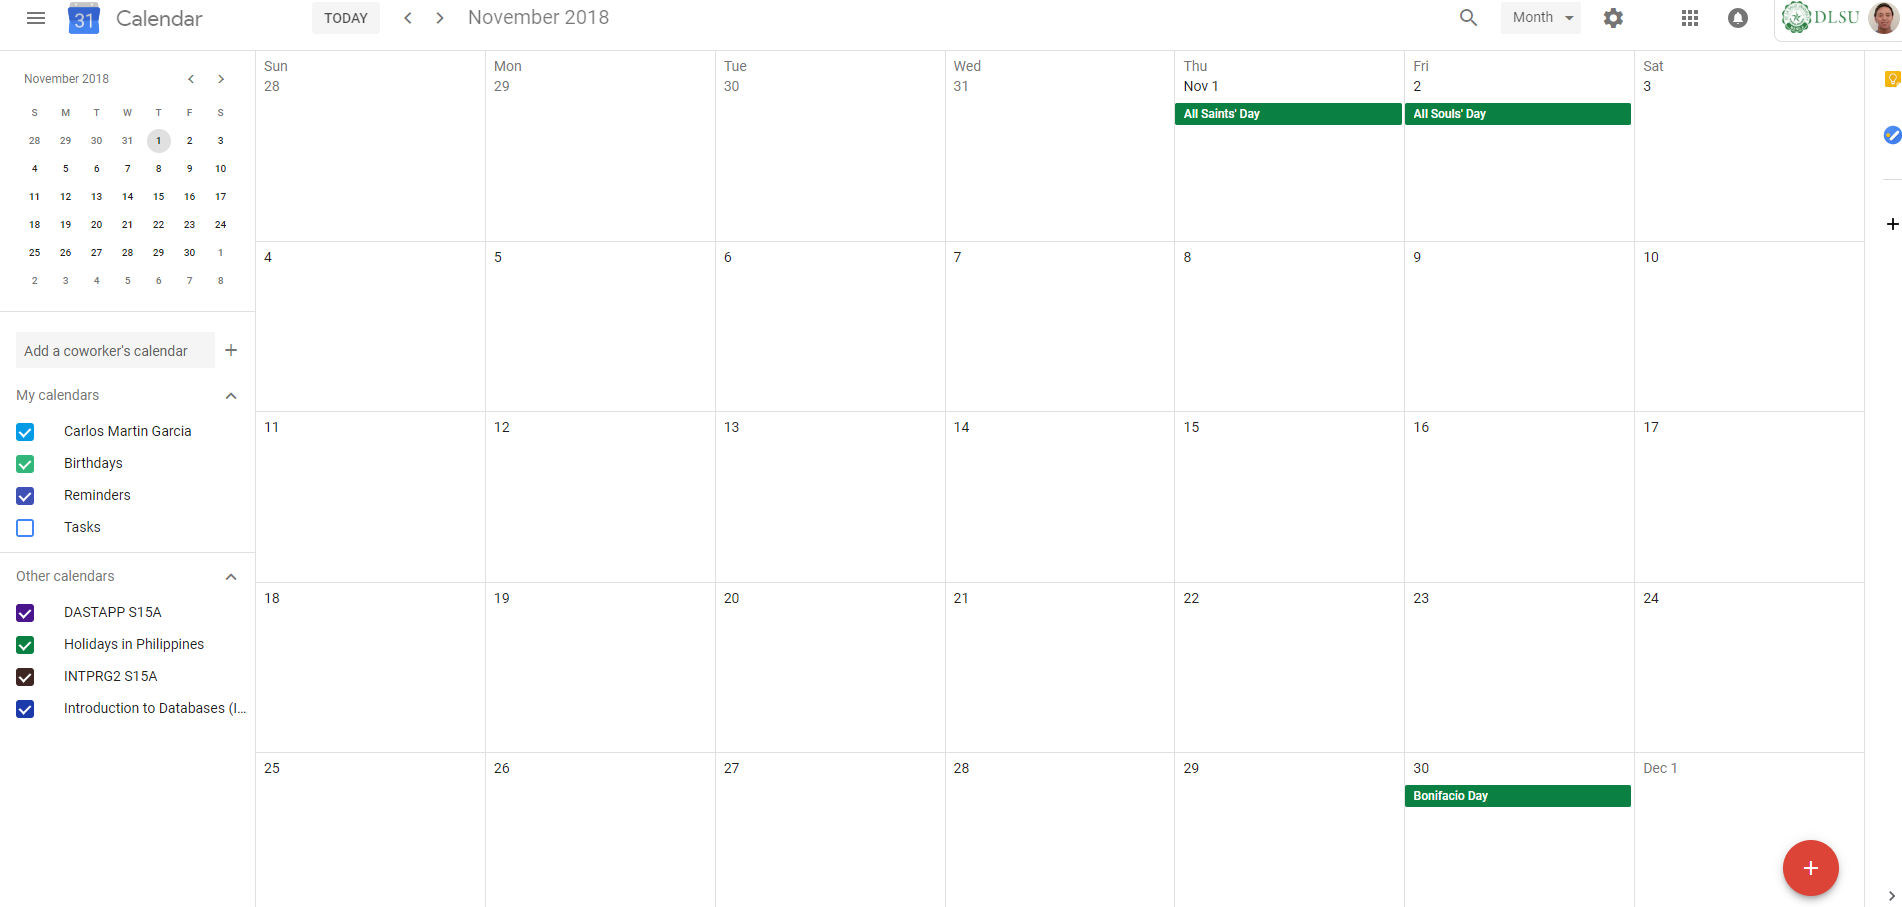 31 Calendar TODAY November 2018 Month DLSU
November 2018
S M T W T F S
28 29 30 31 1 2 3
4 5 6 7 8 9 10
11 12 13 14 15 16 17
18 19 20 21 22 23 24
25 26 27 28 29 30 1
2 3 4 5 6 7 8
Add a coworker's calendar
My calendars
Carlos Martin Garcia
Birthdays
Reminders
Tasks
Other calendars
DASTAPP S15A
Holidays in Philippines
INTPRG2 S15A
Introduction to Databases (I...
Sun Mon Tue Wed Thu Fri Sat
28 29 30 31 Nov 1 2 3
All Saints' Day All Souls' Day
4 5 6 7 8 9 10
11 12 13 14 15 16 17
18 19 20 21 22 23 24
25 26 27 28 29 30 Dec 1
Bonifacio Day